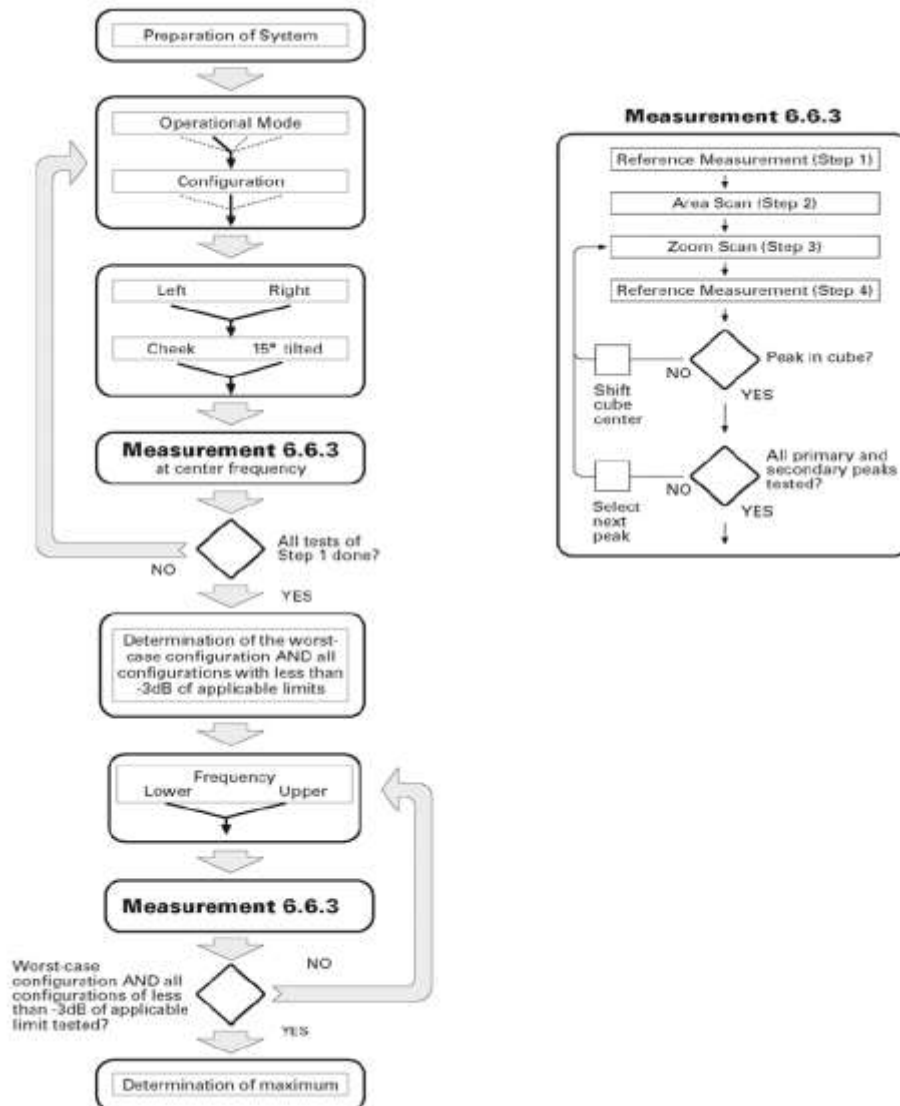 Preparation of System
Operational Mode
Configuration
Left Right
Cheek 15° tilted
Measurement 6.6.3
at center frequency
All tests of
Step 1 done?
NO
YES
Determination of the worst-
case configuration AND all
configurations with less than
-3dB of applicable limits
Frequency
Lower Upper
Measurement 6.6.3
Worst-case
configuration AND all
configurations of less
than -3dB of applicable
limit tested?
NO
YES
Determination of maximum
Measurement 6.6.3
Reference Measurement (Step 1)
Area Scan (Step 2)
Zoom Scan (Step 3)
Reference Measurement (Step 4)
Peak in cube?
NO
YES
Shift
cube
center
All primary and
secondary peaks
tested?
NO
YES
Select
next
peak